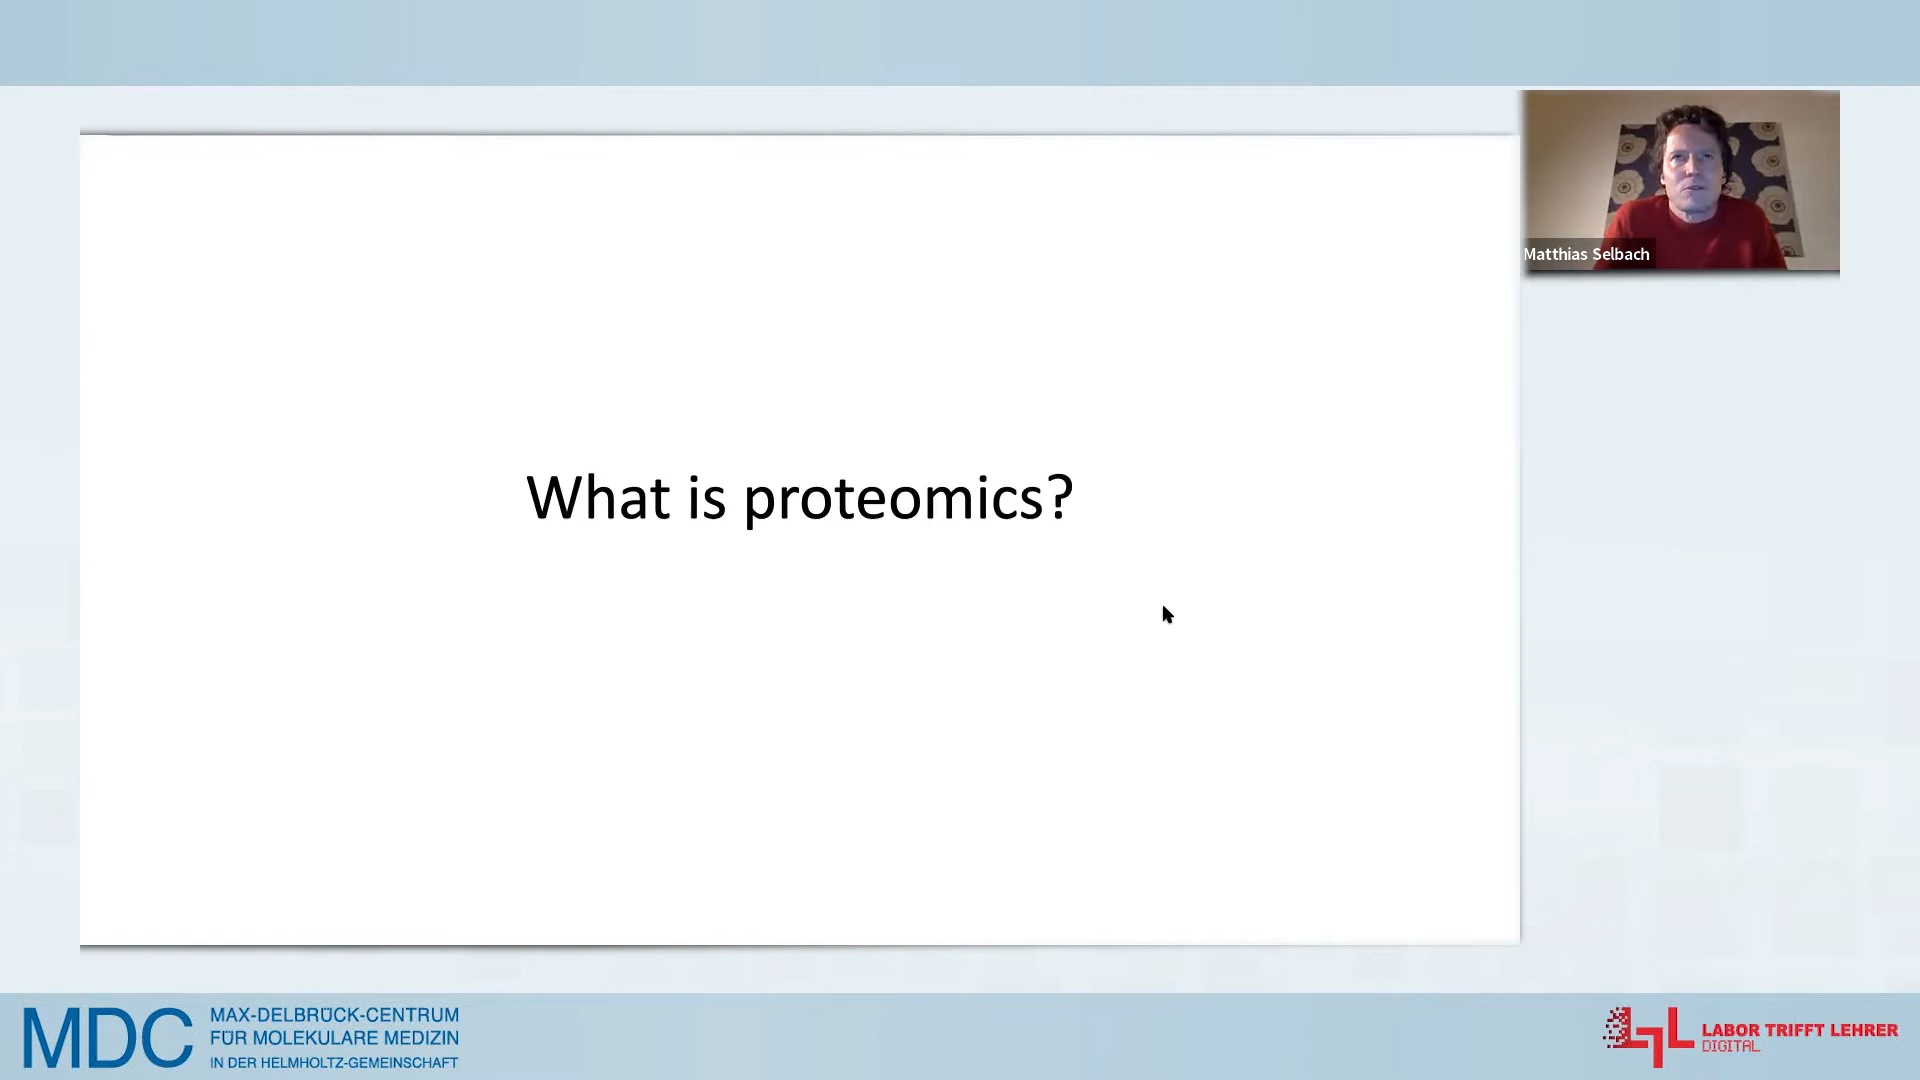 Matthias Selbach
What is proteomics?
MDC
MAX-DELBRÜCK-CENTRUM
FÜR MOLEKULARE MEDIZIN
IN DER HELMHOLTZ-GEMEINSCHAFT
LTL
LABOR TRIFFT LEHRER
DIGITAL